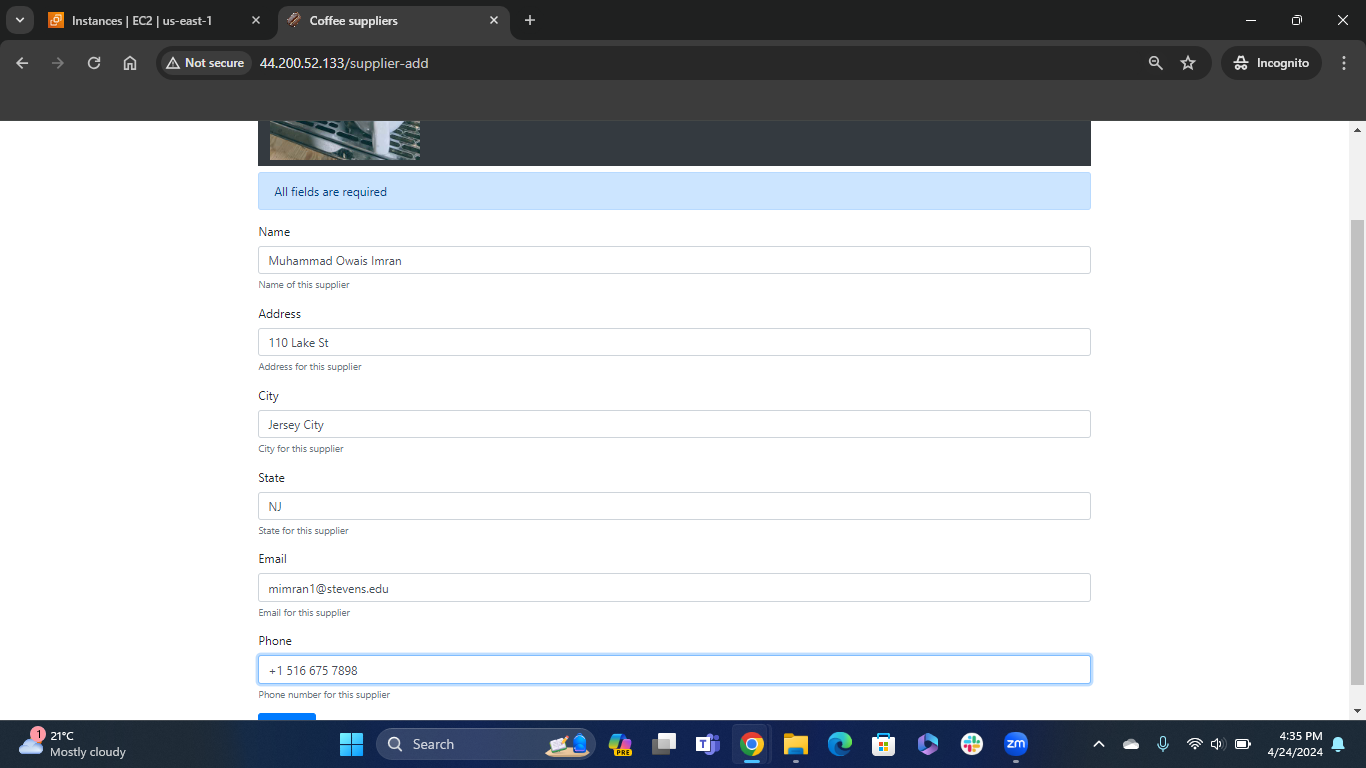 Instances | EC2 | us-east-1
Coffee suppliers
Not secure
44.200.52.133/supplier-add
Incognito
All fields are required
Name
Muhammad Owais Imran
Name of this supplier
Address
110 Lake St
Address for this supplier
City
Jersey City
City for this supplier
State
NJ
State for this supplier
Email
mimran1@stevens.edu
Email for this supplier
Phone
+1 516 675 7898
Phone number for this supplier
1
21°C
Mostly cloudy
Search
PRE
zm
4:35 PM
4/24/2024